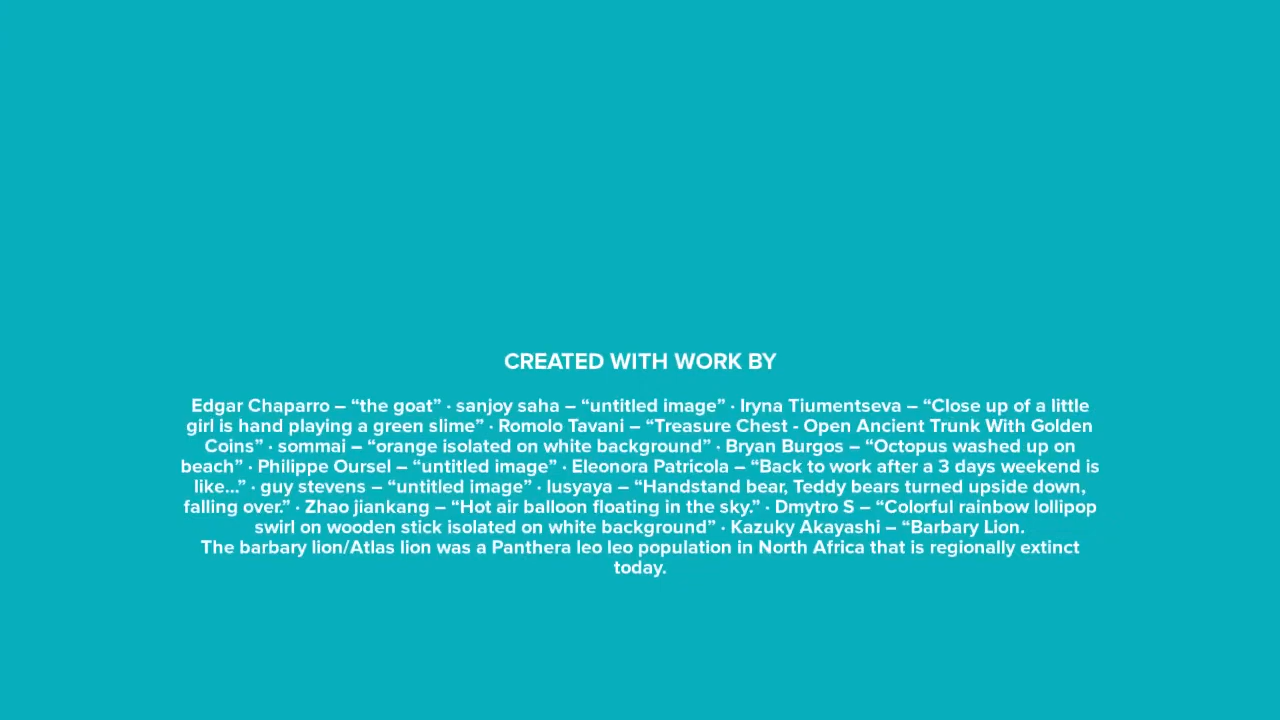 CREATED WITH WORK BY
Edgar Chaparro – “the goat” · sanjoy saha – “untitled image” · Iryna Tiumentseva – “Close up of a little
girl is hand playing a green slime” · Romolo Tavani – “Treasure Chest - Open Ancient Trunk With Golden
Coins” · sommai – “orange isolated on white background” · Bryan Burgos – “Octopus washed up on
beach” · Philippe Oursel – “untitled image” · Eleonora Patricola – “Back to work after a 3 days weekend is
like...” · guy stevens – “untitled image” · lusyaya – “Handstand bear, Teddy bears turned upside down,
falling over.” · Zhao jiankang – “Hot air balloon floating in the sky.” · Dmytro S – “Colorful rainbow lollipop
swirl on wooden stick isolated on white background” · Kazuky Akayashi – “Barbary Lion.
The barbary lion/Atlas lion was a Panthera leo leo population in North Africa that is regionally extinct
today.